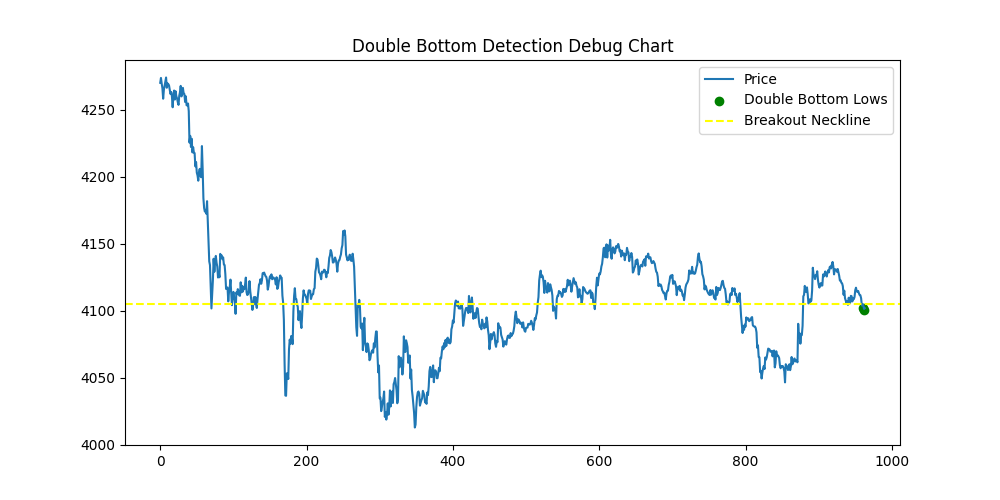 Double Bottom Detection Debug Chart
Price
Double Bottom Lows
Breakout Neckline
4250
4200
4150
4100
4050
4000
0 200 400 600 800 1000